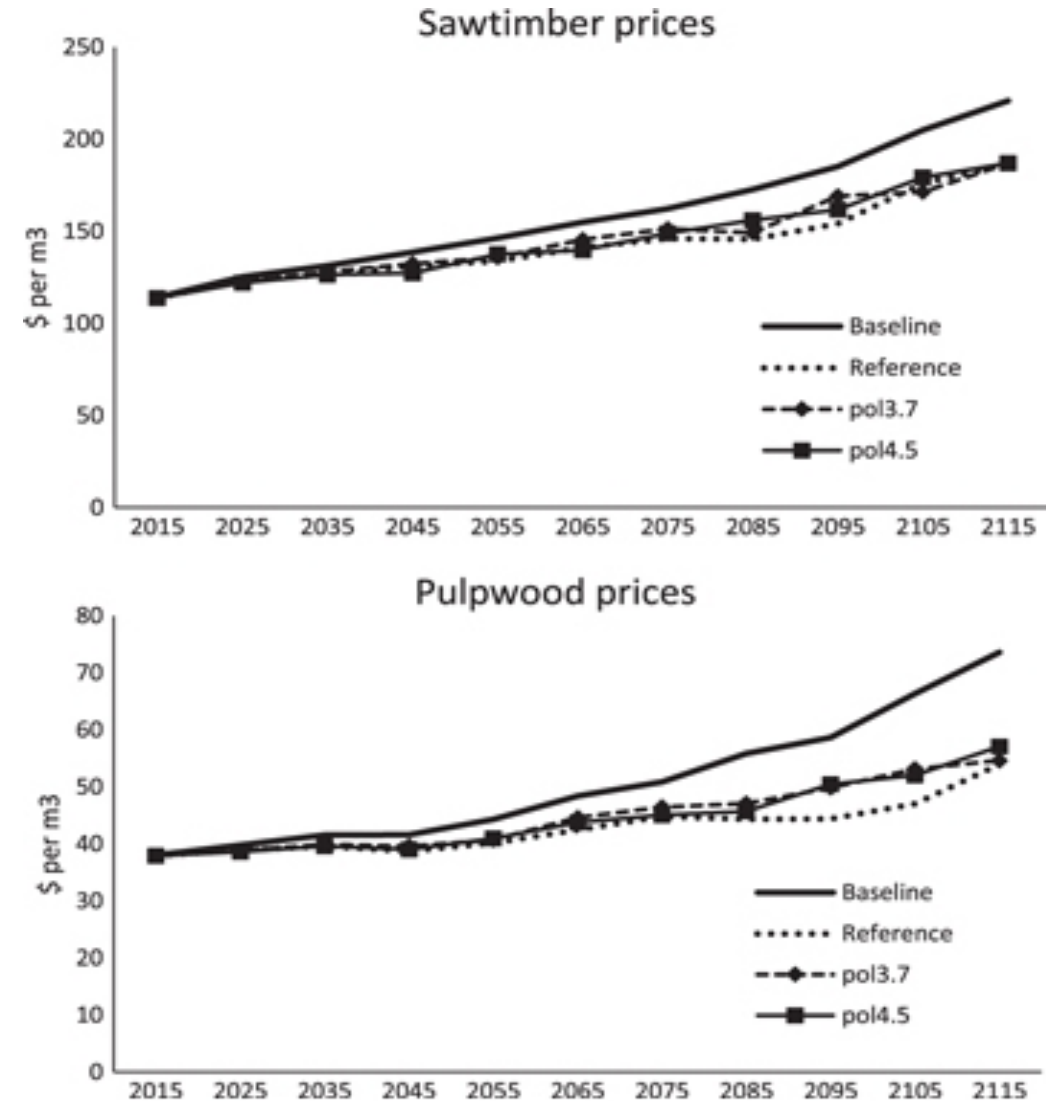 Sawtimber prices
250
200
150
100
50
0
$ per m3
Baseline
Reference
pol3.7
pol4.5
2015 2025 2035 2045 2055 2065 2075 2085 2095 2105 2115
Pulpwood prices
80
70
60
50
40
30
20
10
0
$ per m3
Baseline
Reference
pol3.7
pol4.5
2015 2025 2035 2045 2055 2065 2075 2085 2095 2105 2115